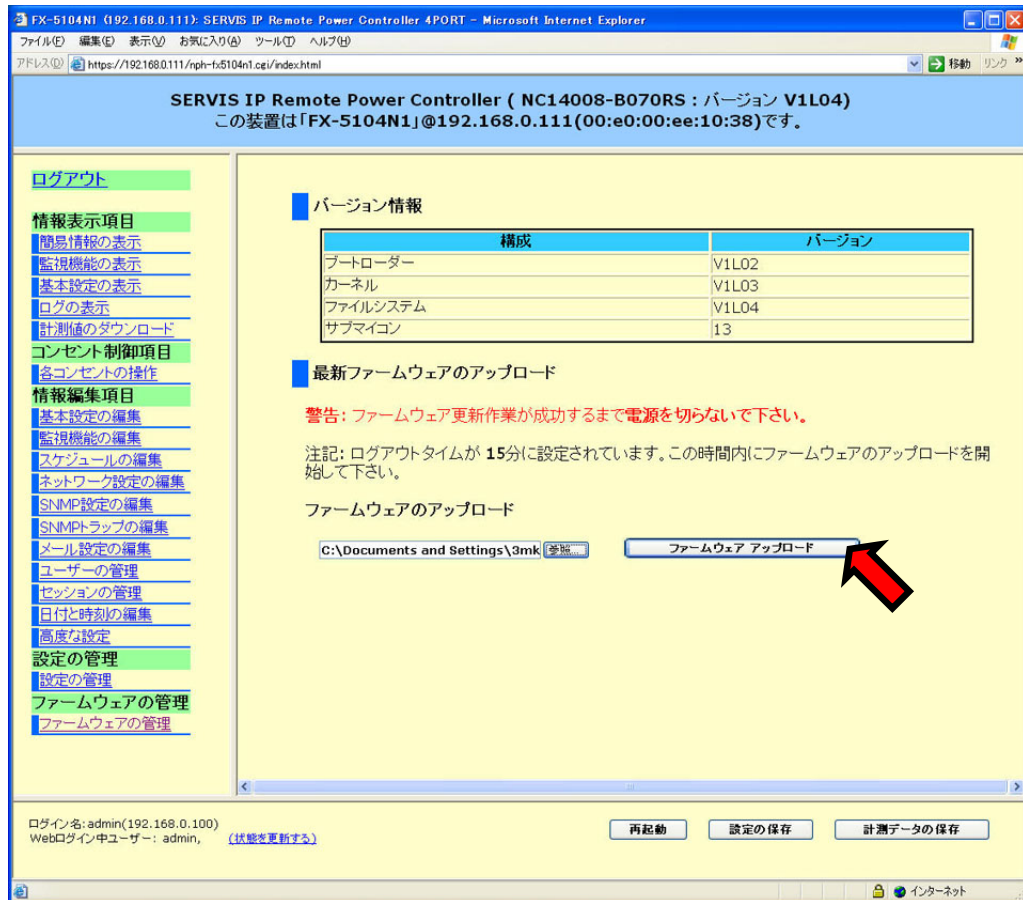 FX-5104N1 (192.168.0.111): SERVIS IP Remote Power Controller 4PORT - Microsoft Internet Explorer
ファイル(F) 編集(E) 表示(V) お気に入り(A) ツール(T) ヘルプ(H)
アドレス(D) https://192.168.0.111/nph-fx5104n1.cgi/index.html 移動 リンク »
SERVIS IP Remote Power Controller ( NC14008-B070RS : バージョン V1L04)
この装置は「FX-5104N1」@192.168.0.111(00:e0:00:ee:10:38)です。
ログアウト
情報表示項目
簡易情報の表示
監視機能の表示
基本設定の表示
ログの表示
計測値のダウンロード
コンセント制御項目
各コンセントの操作
情報編集項目
基本設定の編集
監視機能の編集
スケジュールの編集
ネットワーク設定の編集
SNMP設定の編集
SNMPトラップの編集
メール設定の編集
ユーザーの管理
セッションの管理
日付と時刻の編集
高度な設定
設定の管理
設定の管理
ファームウェアの管理
ファームウェアの管理
バージョン情報
構成 バージョン
ブートローダー V1L02
カーネル V1L03
ファイルシステム V1L04
サブマイコン 13
最新ファームウェアのアップロード
警告: ファームウェア更新作業が成功するまで電源を切らないで下さい。
注記: ログアウトタイムが 15分に設定されています。この時間内にファームウェアのアップロードを開
始して下さい。
ファームウェアのアップロード
C:\Documents and Settings\3mk 参照... ファームウェア アップロード
ログイン名:admin(192.168.0.100)
Webログイン中ユーザー: admin, (状態を更新する)
再起動 設定の保存 計測データの保存
インターネット